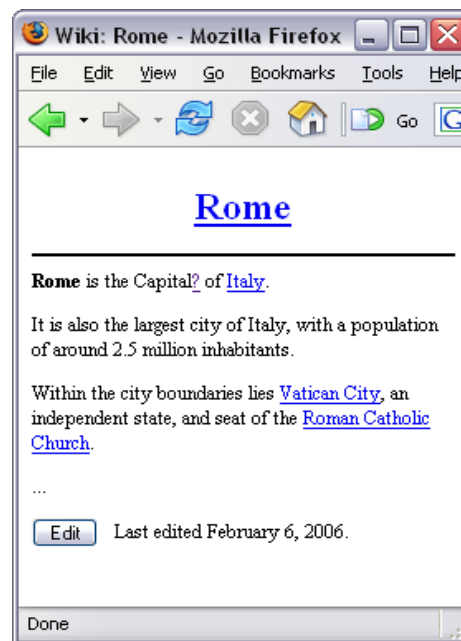 Wiki: Rome - Mozilla Firefox
File Edit View Go Bookmarks Tools Help
Go G
Rome
Rome is the Capital? of Italy.
It is also the largest city of Italy, with a population
of around 2.5 million inhabitants.
Within the city boundaries lies Vatican City, an
independent state, and seat of the Roman Catholic
Church.
...
Edit Last edited February 6, 2006.
Done